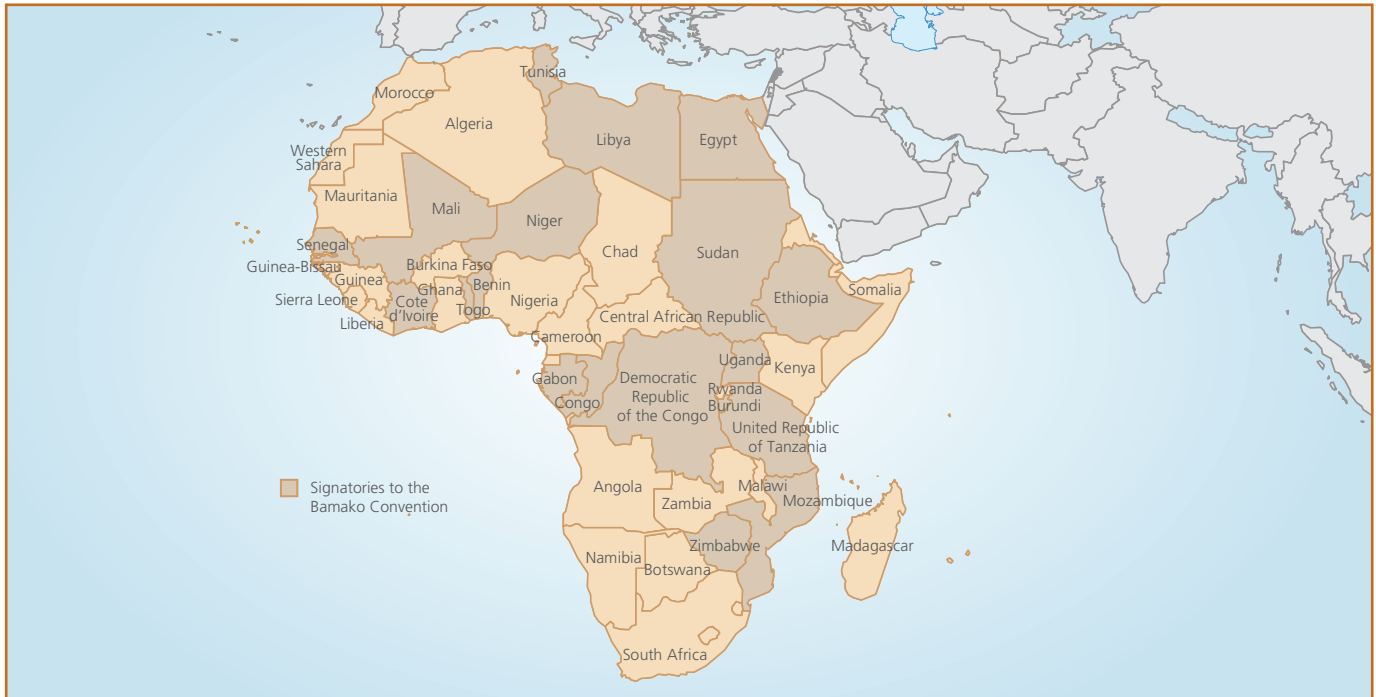 Tunisia
Morocco
Algeria
Libya
Egypt
Western
Sahara
Mauritania
Mali
Niger
Chad
Sudan
Senegal
Guinea-Bissau
Burkina Faso
Guinea
Ghana
Benin
Nigeria
Sierra Leone
Cote
d'Ivoire
Togo
Liberia
Ethiopia
Somalia
Central African Republic
Cameroon
Uganda
Kenya
Gabon
Congo
Democratic
Republic
of the Congo
Rwanda
Burundi
United Republic
of Tanzania
Signatories to the
Bamako Convention
Angola
Zambia
Malawi
Mozambique
Zimbabwe
Madagascar
Namibia
Botswana
South Africa